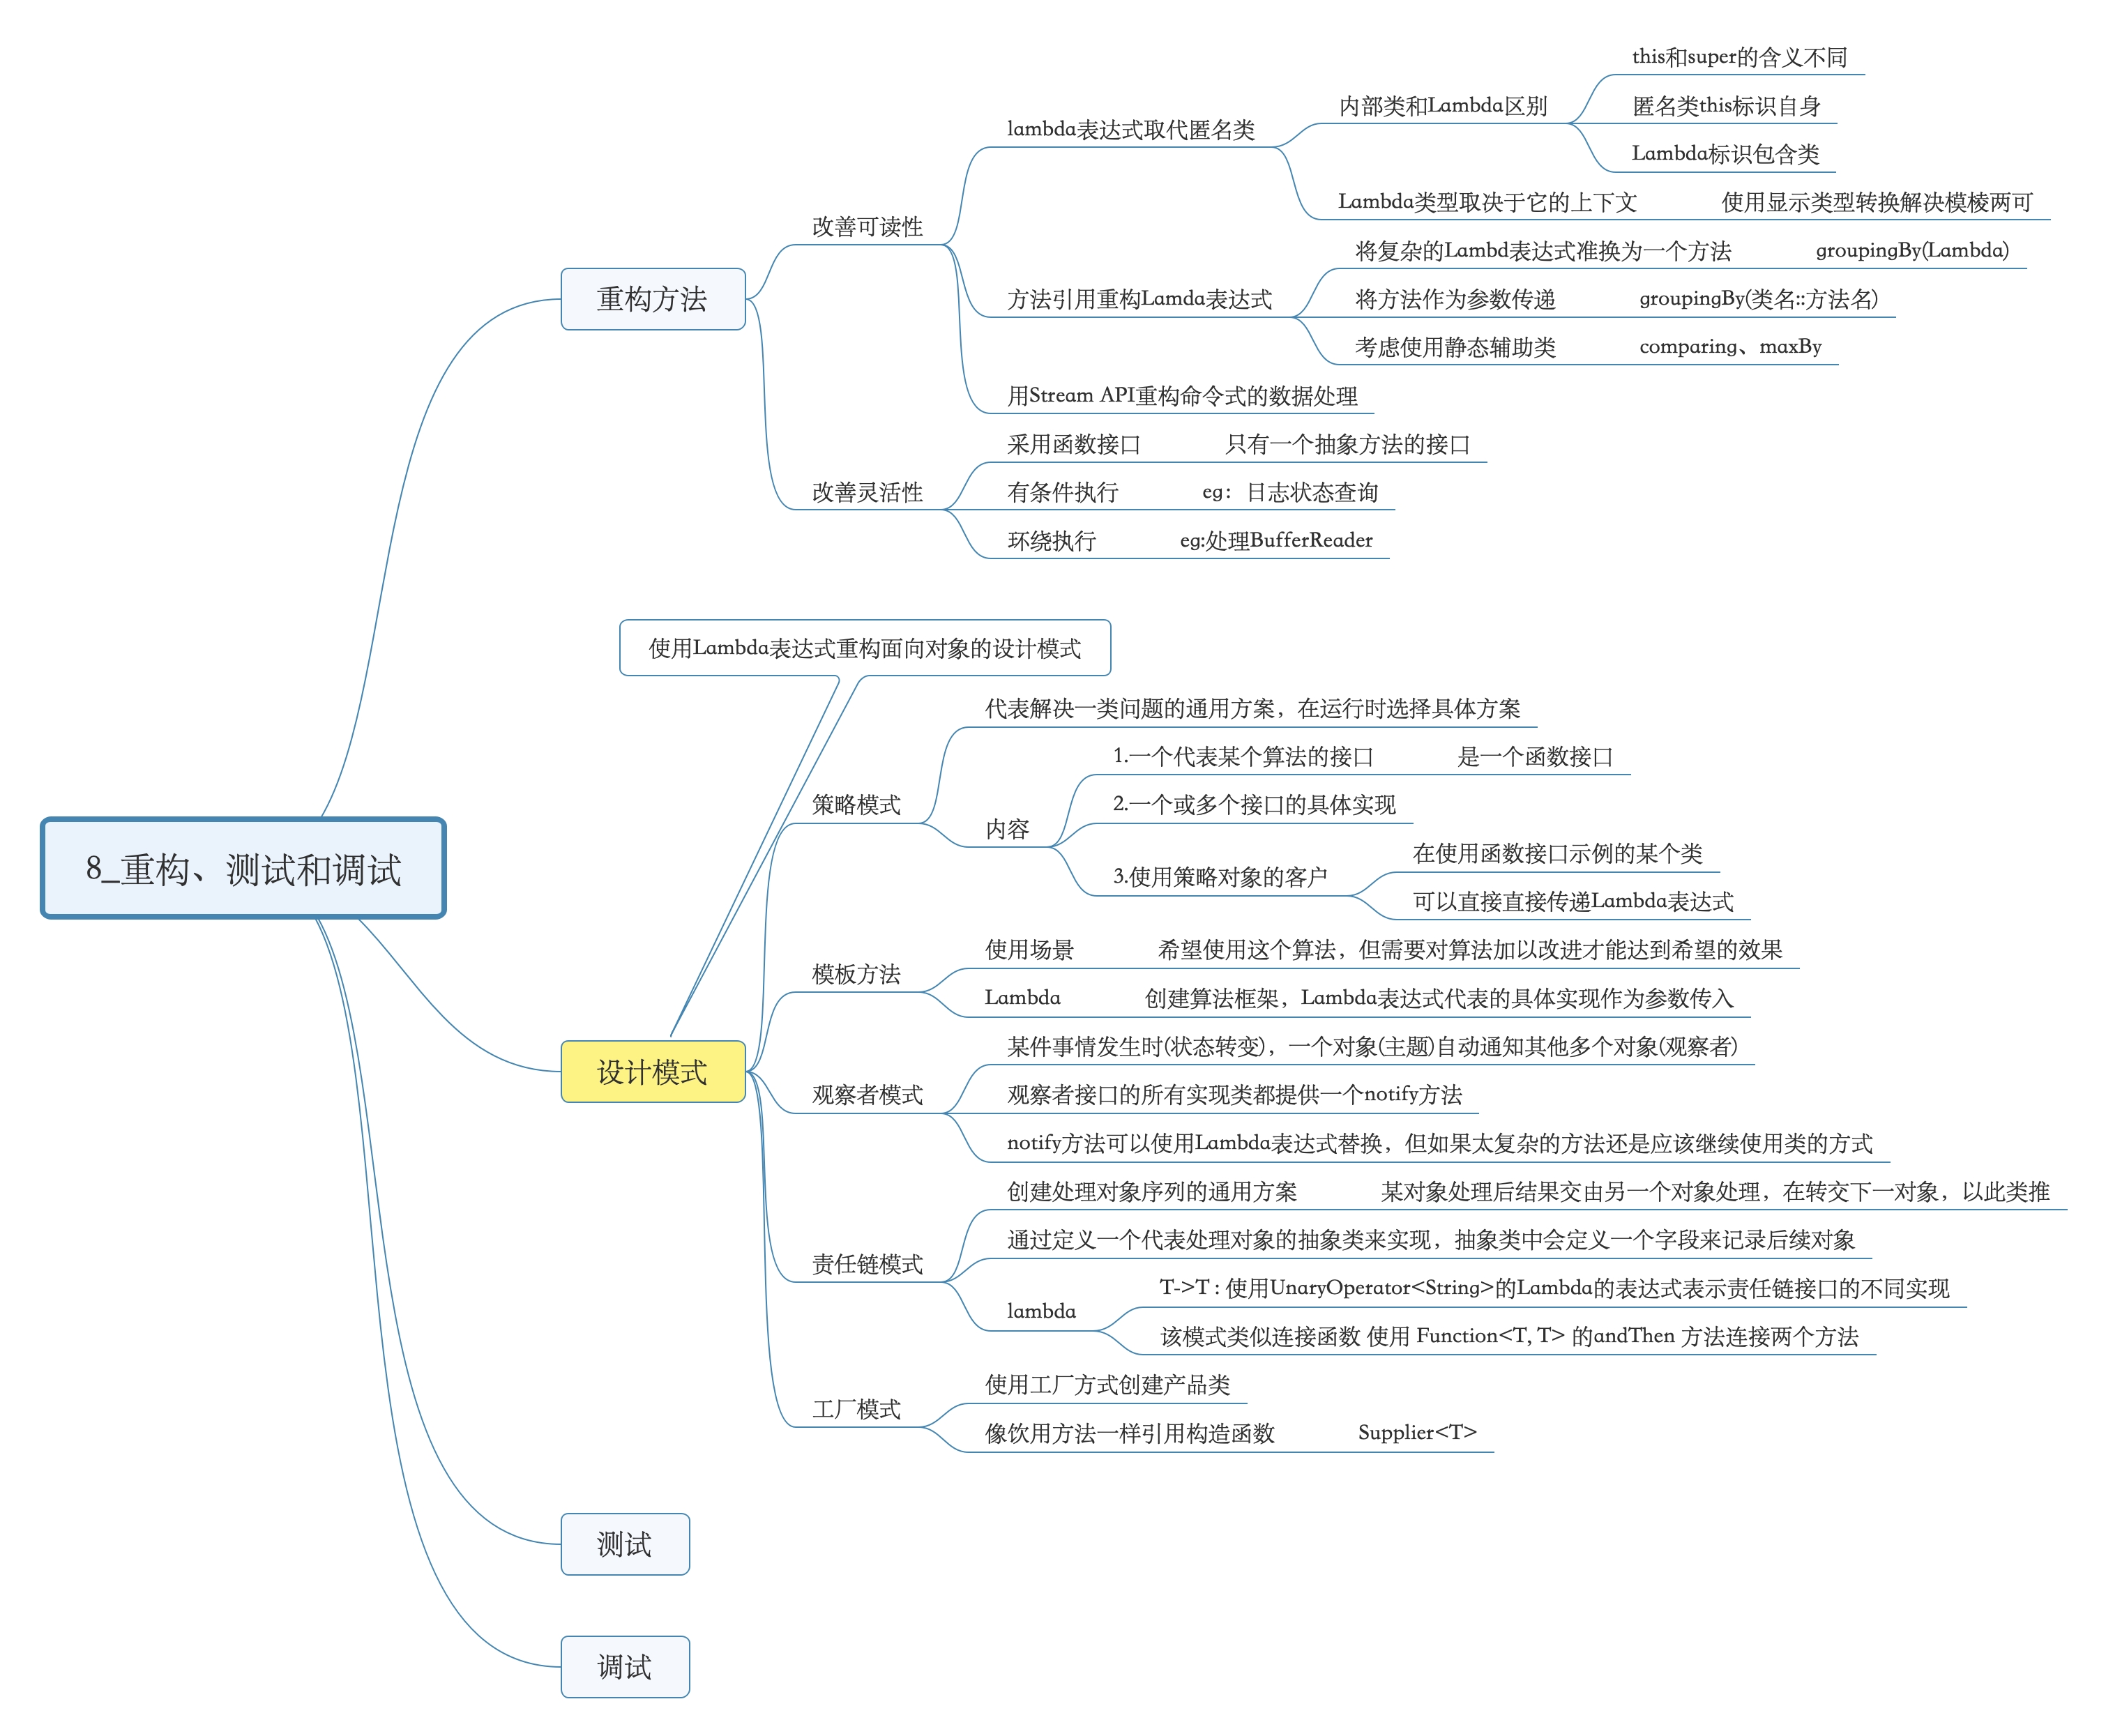 8_重构、测试和调试
重构方法
改善可读性
lambda表达式取代匿名类
内部类和Lambda区别
this和super的含义不同
匿名类this标识自身
Lambda标识包含类
Lambda类型取决于它的上下文
使用显示类型转换解决模棱两可
方法引用重构Lamda表达式
将复杂的Lambd表达式准换为一个方法
groupingBy(Lambda)
将方法作为参数传递
groupingBy(类名::方法名)
考虑使用静态辅助类
comparing、maxBy
用Stream API重构命令式的数据处理
改善灵活性
采用函数接口
只有一个抽象方法的接口
有条件执行
eg：日志状态查询
环绕执行
eg:处理BufferReader
使用Lambda表达式重构面向对象的设计模式
设计模式
策略模式
代表解决一类问题的通用方案，在运行时选择具体方案
内容
1.一个代表某个算法的接口
是一个函数接口
2.一个或多个接口的具体实现
3.使用策略对象的客户
在使用函数接口示例的某个类
可以直接直接传递Lambda表达式
模板方法
使用场景
希望使用这个算法，但需要对算法加以改进才能达到希望的效果
Lambda
创建算法框架，Lambda表达式代表的具体实现作为参数传入
观察者模式
某件事情发生时(状态转变)，一个对象(主题)自动通知其他多个对象(观察者)
观察者接口的所有实现类都提供一个notify方法
notify方法可以使用Lambda表达式替换，但如果太复杂的方法还是应该继续使用类的方式
责任链模式
创建处理对象序列的通用方案
某对象处理后结果交由另一个对象处理，在转交下一对象，以此类推
通过定义一个代表处理对象的抽象类来实现，抽象类中会定义一个字段来记录后续对象
lambda
T->T : 使用UnaryOperator<String>的Lambda的表达式表示责任链接口的不同实现
该模式类似连接函数 使用 Function<T, T> 的andThen 方法连接两个方法
工厂模式
使用工厂方式创建产品类
像饮用方法一样引用构造函数
Supplier<T>
测试
调试